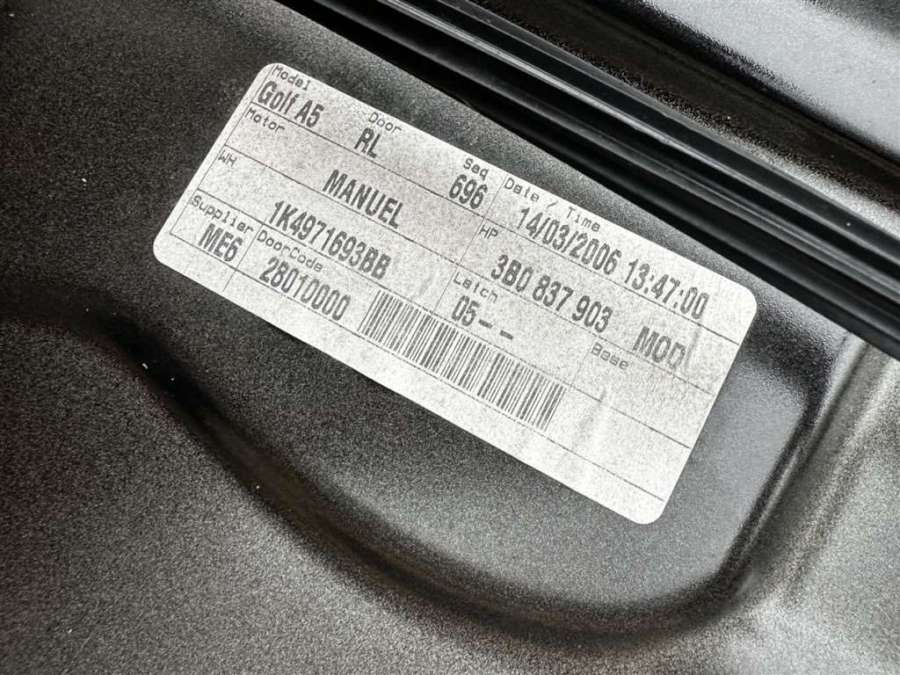 Model Door Seq Date / Time
Golf A5 RL 696 14/03/2006 13:47:00
Motor HP
MANUEL 3B0 837 903 MOD
WH Latch Base
1K4971693BB 05- _
Supplier DoorCode
ME6 28010000